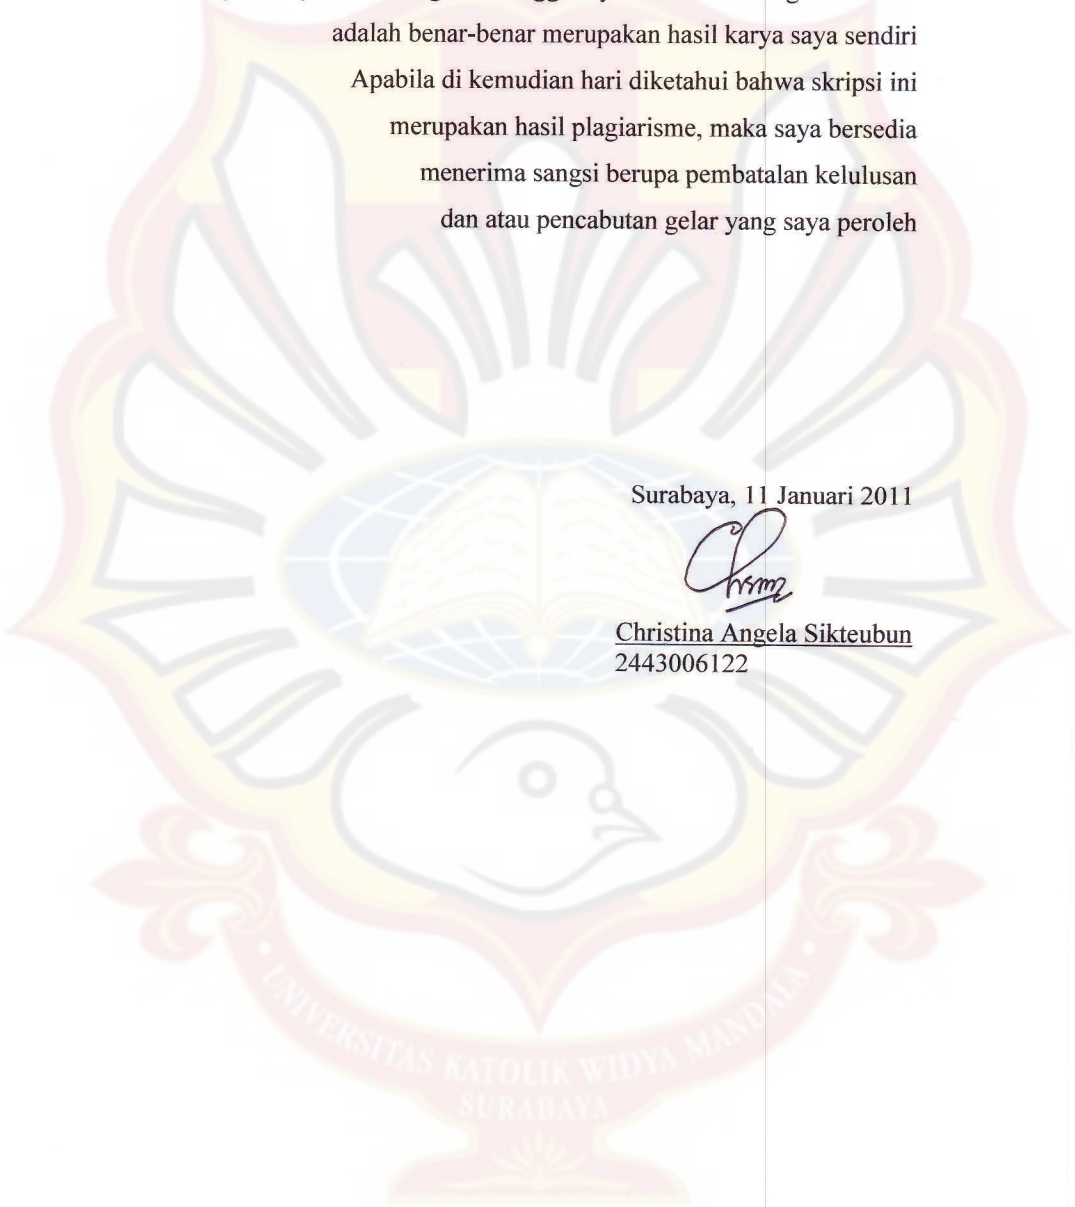 adalah benar-benar merupakan hasil karya saya sendiri
Apabila di kemudian hari diketahui bahwa skripsi ini
merupakan hasil plagiarisme, maka saya bersedia
menerima sangsi berupa pembatalan kelulusan
dan atau pencabutan gelar yang saya peroleh
Surabaya, 11 Januari 2011
Christina Angela Sikteubun
2443006122
UNIVERSITAS KATOLIK WIDYA MANDALA
SURABAYA